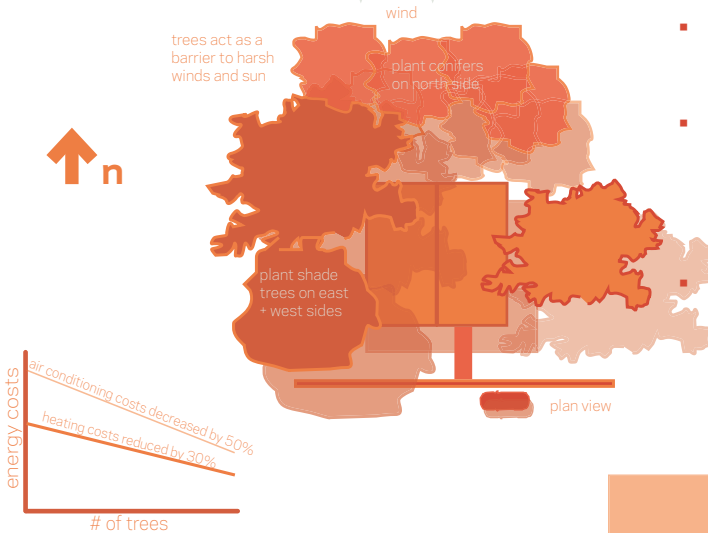 wind
trees act as a
barrier to harsh
winds and sun
plant conifers
on north side
n
plant shade
trees on east
+ west sides
air conditioning costs decreased by 50%
heating costs reduced by 30%
energy costs
# of trees
plan view